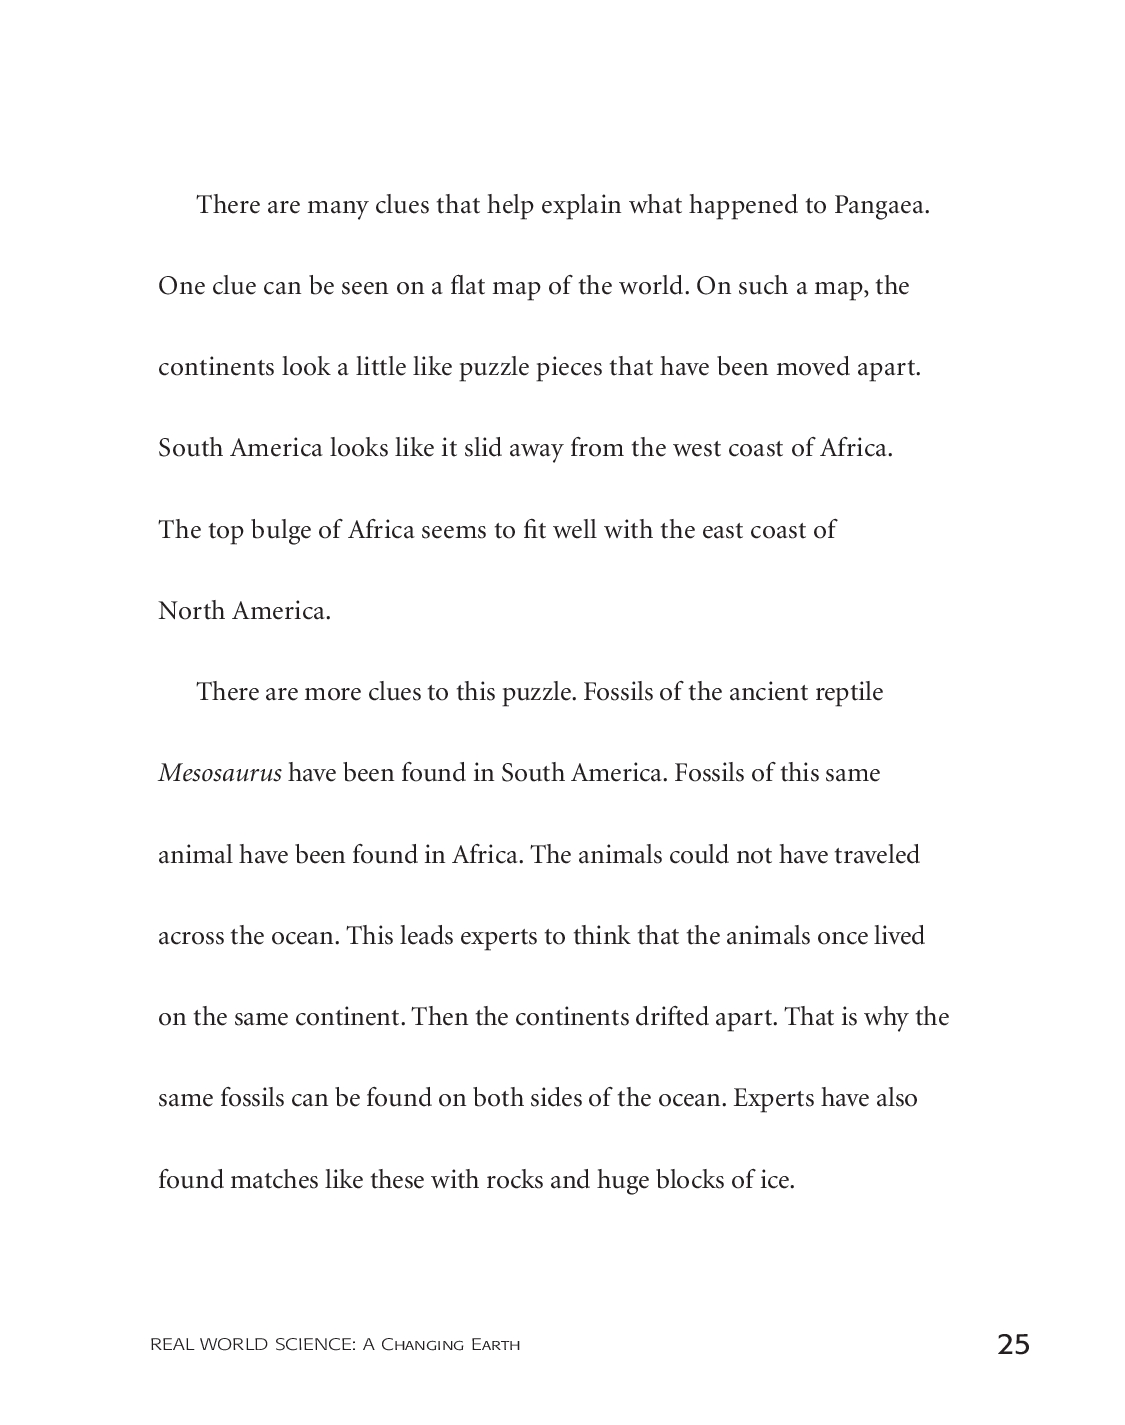 There are many clues that help explain what happened to Pangaea.
One clue can be seen on a flat map of the world. On such a map, the
continents look a little like puzzle pieces that have been moved apart.
South America looks like it slid away from the west coast of Africa.
The top bulge of Africa seems to fit well with the east coast of
North America.
There are more clues to this puzzle. Fossils of the ancient reptile
Mesosaurus have been found in South America. Fossils of this same
animal have been found in Africa. The animals could not have traveled
across the ocean. This leads experts to think that the animals once lived
on the same continent. Then the continents drifted apart. That is why the
same fossils can be found on both sides of the ocean. Experts have also
found matches like these with rocks and huge blocks of ice.
REAL WORLD SCIENCE: A Changing Earth 25